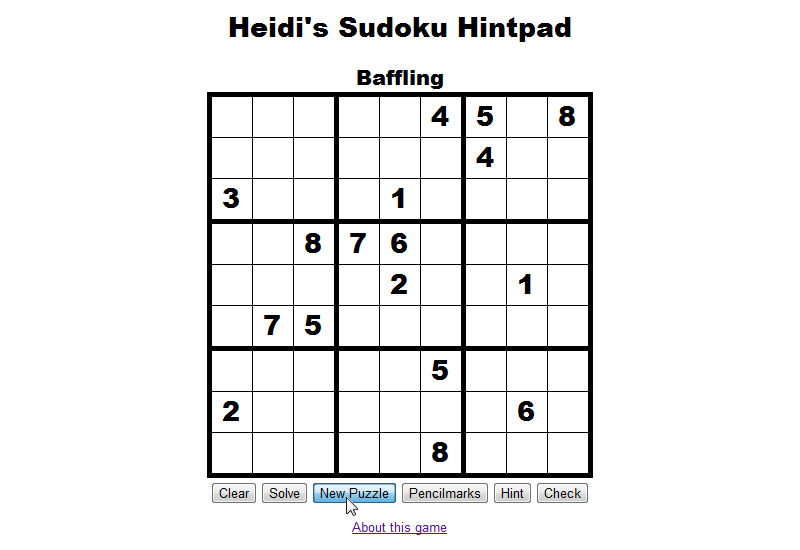 Heidi's Sudoku Hintpad
Baffling
4 5 8
4
3 1
8 7 6
2 1
7 5
5
2 6
8
Clear Solve New Puzzle Pencilmarks Hint Check
About this game